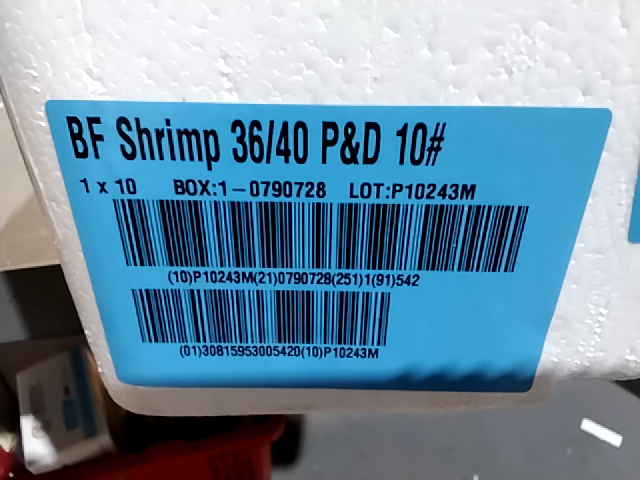 BF Shrimp 36/40 P&D 10#
1 x 10 BOX:1-0790728 LOT:P10243M
(10)P10243M(21)0790728(251)1(91)542
(01)30815953005420(10)P10243M